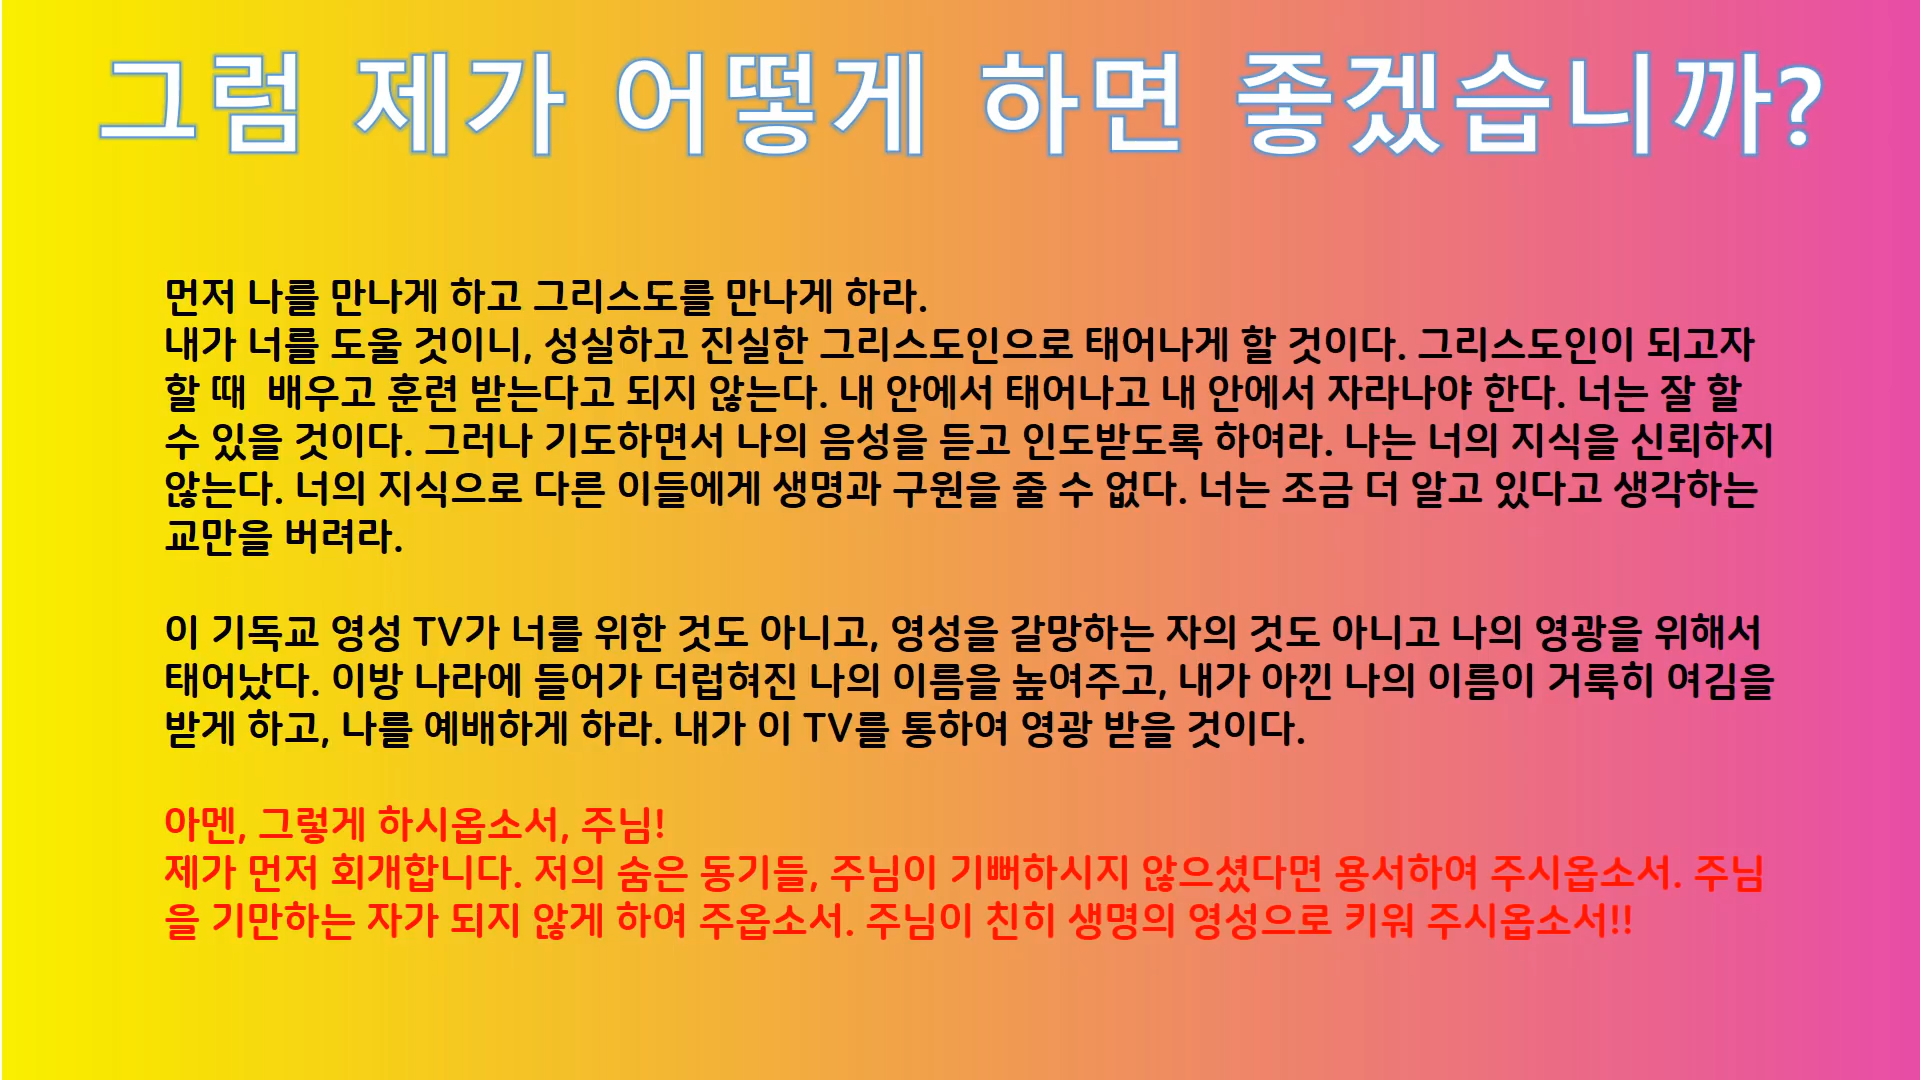 그럼 제가 어떻게 하면 좋겠습니까?
먼저 나를 만나게 하고 그리스도를 만나게 하라.
내가 너를 도울 것이니, 성실하고 진실한 그리스도인으로 태어나게 할 것이다. 그리스도인이 되고자
할 때  배우고 훈련 받는다고 되지 않는다. 내 안에서 태어나고 내 안에서 자라나야 한다. 너는 잘 할
수 있을 것이다. 그러나 기도하면서 나의 음성을 듣고 인도받도록 하여라. 나는 너의 지식을 신뢰하지
않는다. 너의 지식으로 다른 이들에게 생명과 구원을 줄 수 없다. 너는 조금 더 알고 있다고 생각하는
교만을 버려라.
이 기독교 영성 TV가 너를 위한 것도 아니고, 영성을 갈망하는 자의 것도 아니고 나의 영광을 위해서
태어났다. 이방 나라에 들어가 더럽혀진 나의 이름을 높여주고, 내가 아낀 나의 이름이 거룩히 여김을
받게 하고, 나를 예배하게 하라. 내가 이 TV를 통하여 영광 받을 것이다.
아멘, 그렇게 하시옵소서, 주님!
제가 먼저 회개합니다. 저의 숨은 동기들, 주님이 기뻐하시지 않으셨다면 용서하여 주시옵소서. 주님
을 기만하는 자가 되지 않게 하여 주옵소서. 주님이 친히 생명의 영성으로 키워 주시옵소서!!